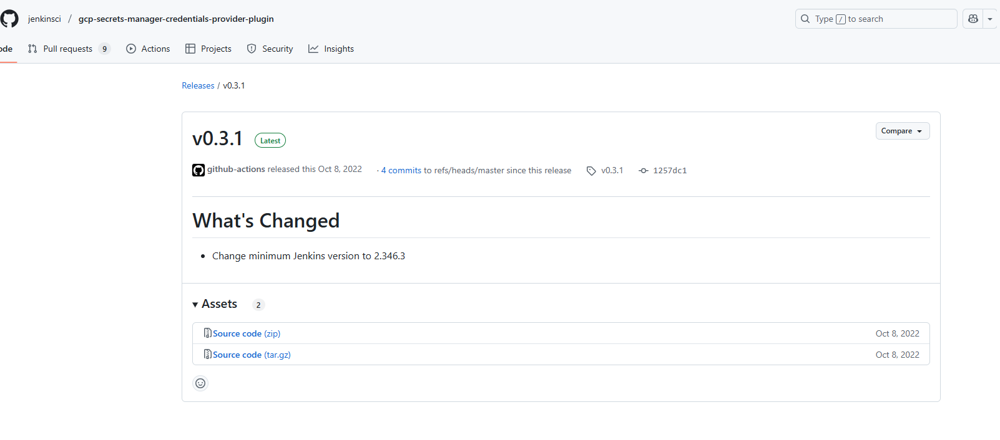 jenkinsci / gcp-secrets-manager-credentials-provider-plugin
Type / to search
ode Pull requests 9 Actions Projects Security Insights
Releases / v0.3.1
v0.3.1 Latest
Compare
github-actions released this Oct 8, 2022 · 4 commits to refs/heads/master since this release v0.3.1 1257dc1
What's Changed
• Change minimum Jenkins version to 2.346.3
Assets 2
Source code (zip) Oct 8, 2022
Source code (tar.gz) Oct 8, 2022